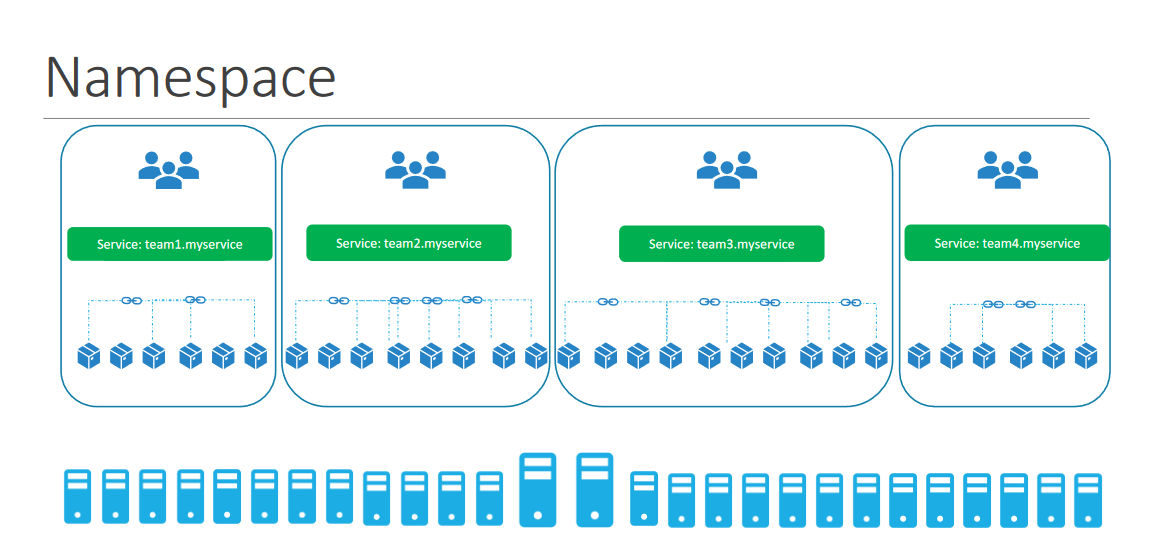 Namespace
Service: team1.myservice
Service: team2.myservice
Service: team3.myservice
Service: team4.myservice